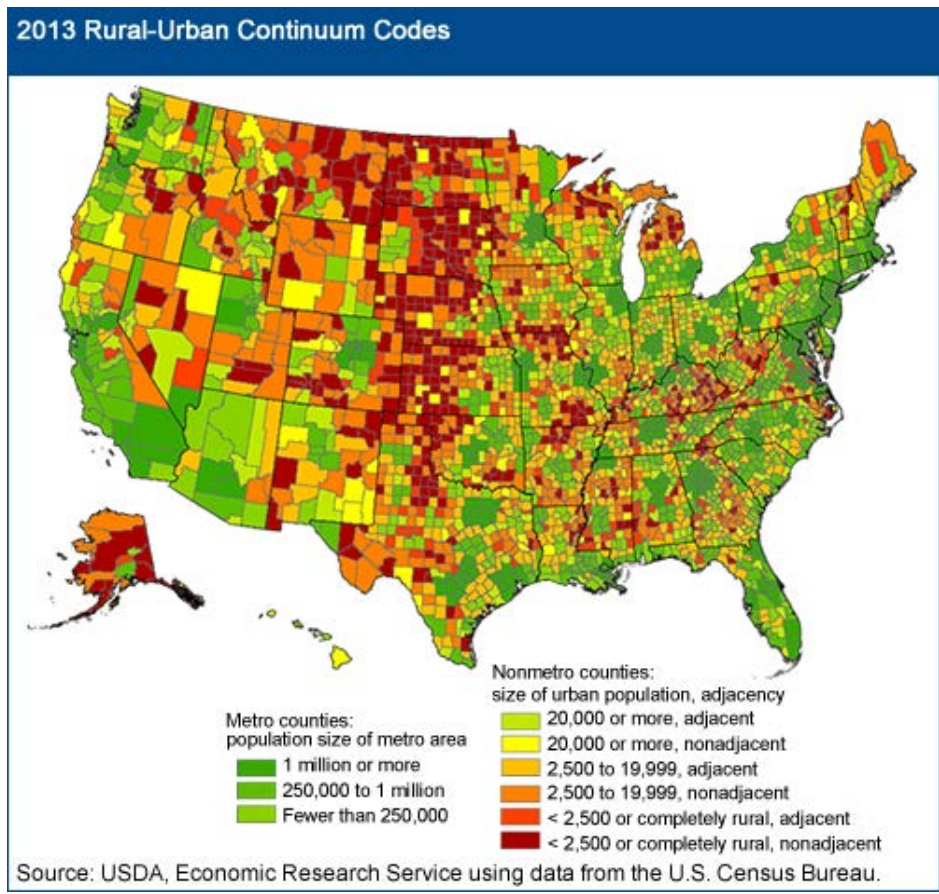 2013 Rural-Urban Continuum Codes
Metro counties:
population size of metro area
1 million or more
250,000 to 1 million
Fewer than 250,000
Nonmetro counties:
size of urban population, adjacency
20,000 or more, adjacent
20,000 or more, nonadjacent
2,500 to 19,999, adjacent
2,500 to 19,999, nonadjacent
< 2,500 or completely rural, adjacent
< 2,500 or completely rural, nonadjacent
Source: USDA, Economic Research Service using data from the U.S. Census Bureau.